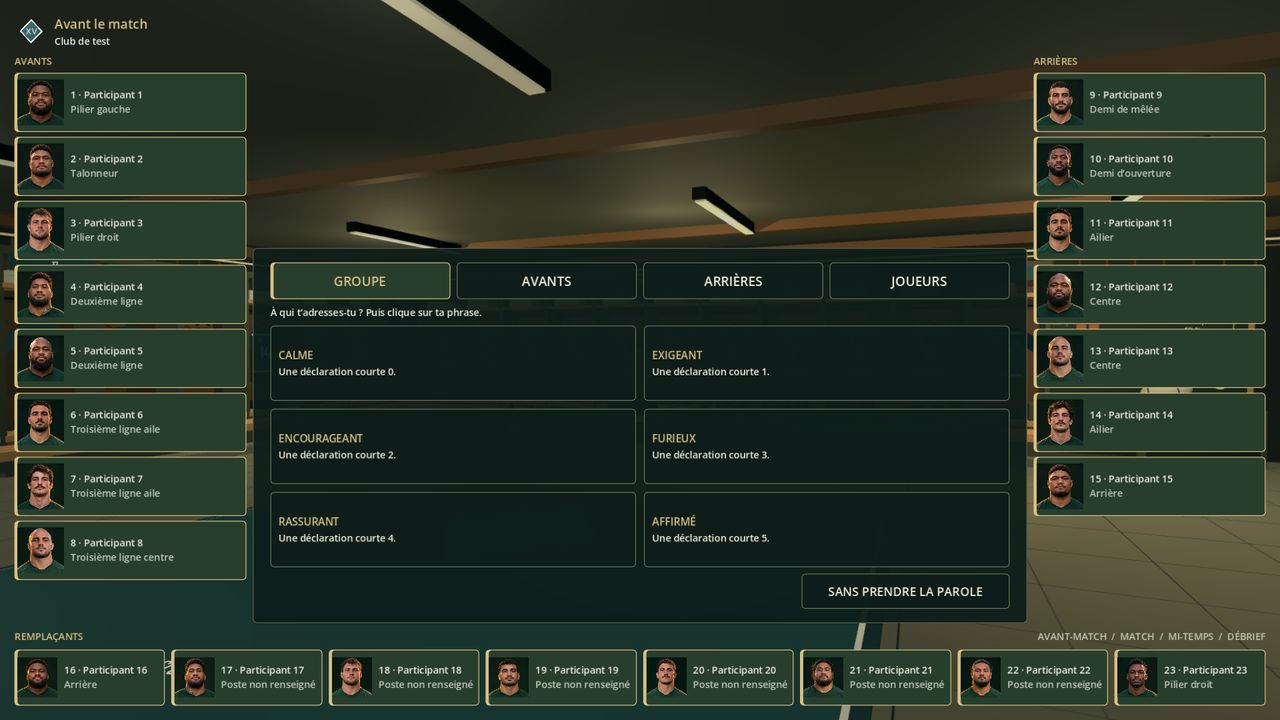 XV
Avant le match
Club de test
AVANTS
1 · Participant 1
Pilier gauche
2 · Participant 2
Talonneur
3 · Participant 3
Pilier droit
4 · Participant 4
Deuxième ligne
5 · Participant 5
Deuxième ligne
6 · Participant 6
Troisième ligne aile
7 · Participant 7
Troisième ligne aile
8 · Participant 8
Troisième ligne centre
GROUPE
AVANTS
ARRIÈRES
JOUEURS
À qui t'adresses-tu ? Puis clique sur ta phrase.
CALME
Une déclaration courte 0.
EXIGEANT
Une déclaration courte 1.
ENCOURAGEANT
Une déclaration courte 2.
FURIEUX
Une déclaration courte 3.
RASSURANT
Une déclaration courte 4.
AFFIRMÉ
Une déclaration courte 5.
SANS PRENDRE LA PAROLE
ARRIÈRES
9 · Participant 9
Demi de mêlée
10 · Participant 10
Demi d'ouverture
11 · Participant 11
Ailier
12 · Participant 12
Centre
13 · Participant 13
Centre
14 · Participant 14
Ailier
15 · Participant 15
Arrière
REMPLAÇANTS
AVANT-MATCH / MATCH / MI-TEMPS / DÉBRIEF
16 · Participant 16
Arrière
17 · Participant 17
Poste non renseigné
18 · Participant 18
Poste non renseigné
19 · Participant 19
Poste non renseigné
20 · Participant 20
Poste non renseigné
21 · Participant 21
Poste non renseigné
22 · Participant 22
Poste non renseigné
23 · Participant 23
Pilier droit